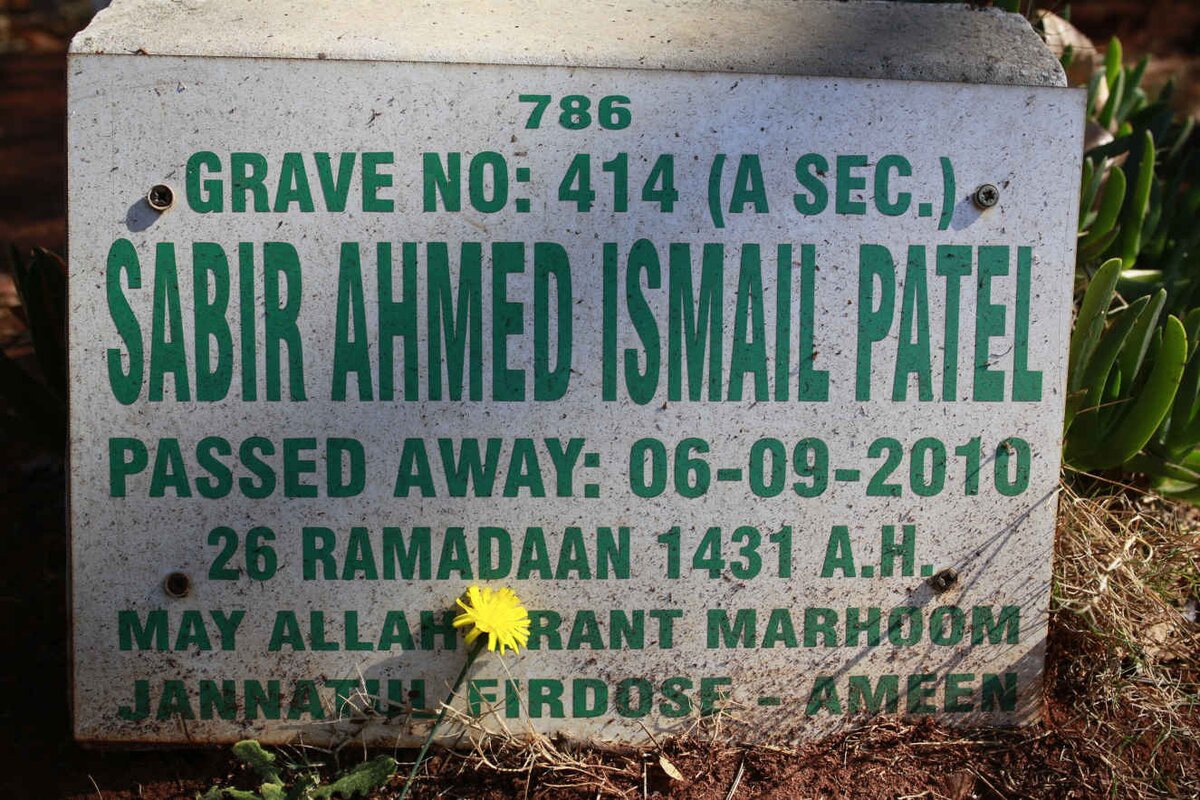 786
GRAVE NO: 414 (A SEC.)
SABIR AHMED ISMAIL PATEL
PASSED AWAY: 06-09-2010
26 RAMADAAN 1431 A.H.
MAY ALLAH GRANT MARHOOM
JANNATUL FIRDOSE - AMEEN